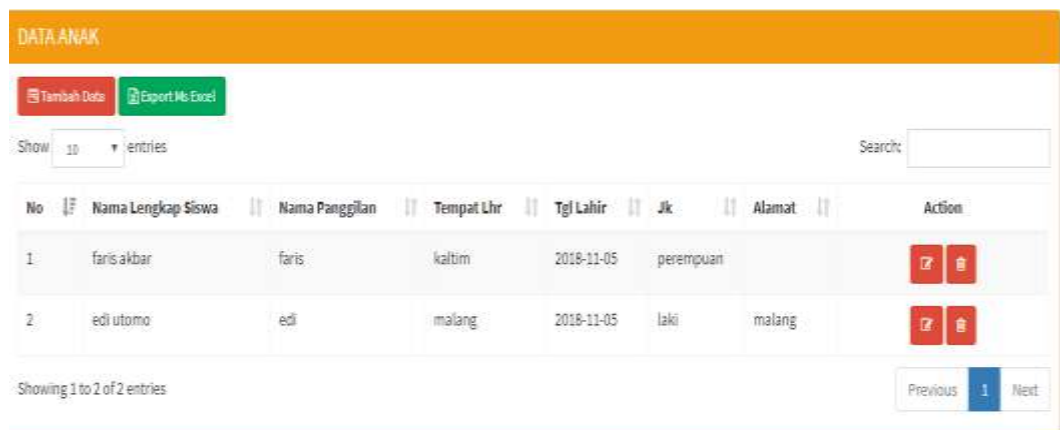 DATA ANAK
Tambah Data Export Ms Excel
Show 10 entries Search:
No Nama Lengkap Siswa Nama Panggilan Tempat Lhr Tgl Lahir Jk Alamat Action
1 faris akbar faris kaltim 2018-11-05 perempuan
2 edi utomo edi malang 2018-11-05 laki malang
Showing 1 to 2 of 2 entries Previous 1 Next